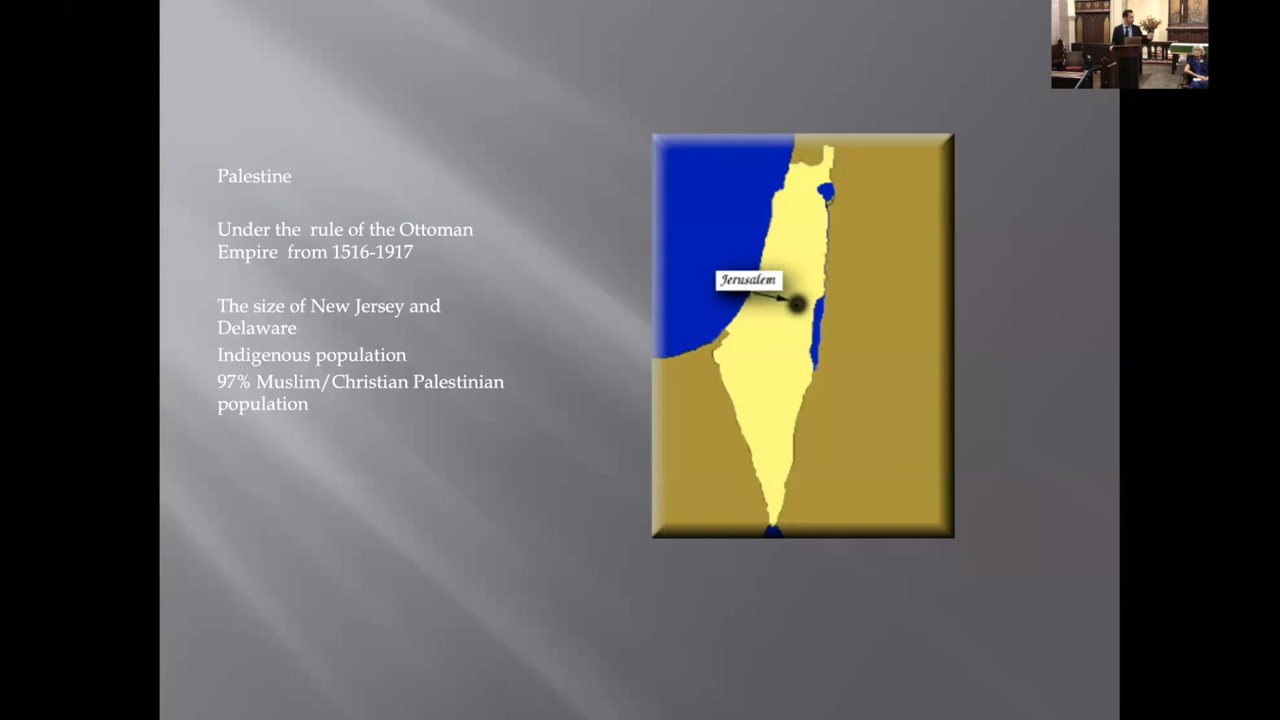 Palestine
Under the rule of the Ottoman
Empire from 1516-1917
The size of New Jersey and
Delaware
Indigenous population
97% Muslim/Christian Palestinian
population
Jerusalem